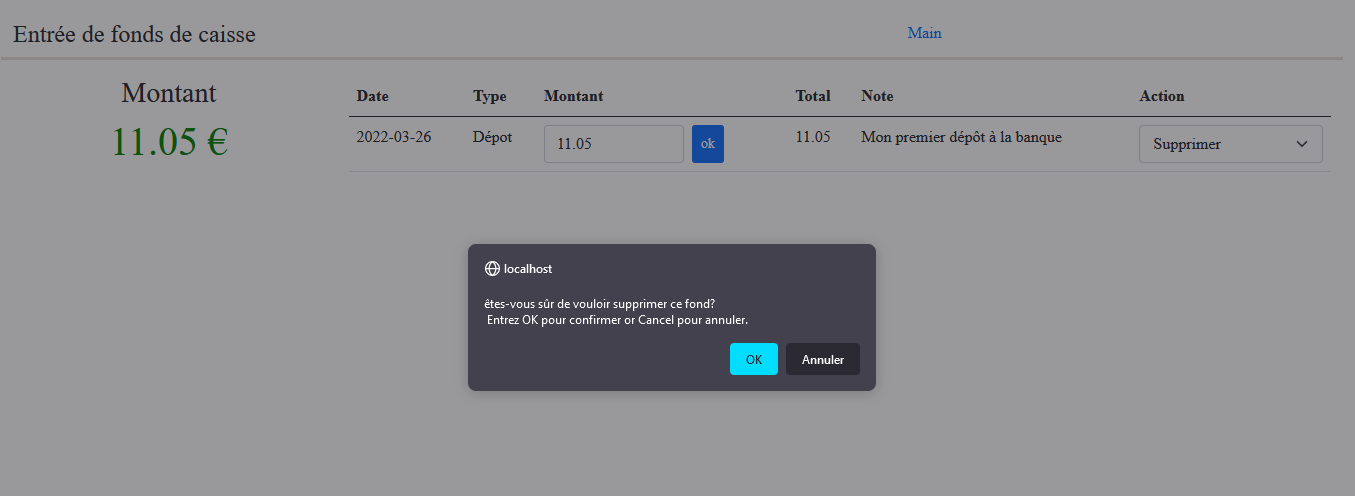 Entrée de fonds de caisse
Main
Montant
11.05 €
Date Type Montant Total Note Action
2022-03-26 Dépot 11.05 ok 11.05 Mon premier dépôt à la banque Supprimer
localhost
êtes-vous sûr de vouloir supprimer ce fond?
Entrez OK pour confirmer or Cancel pour annuler.
OK Annuler